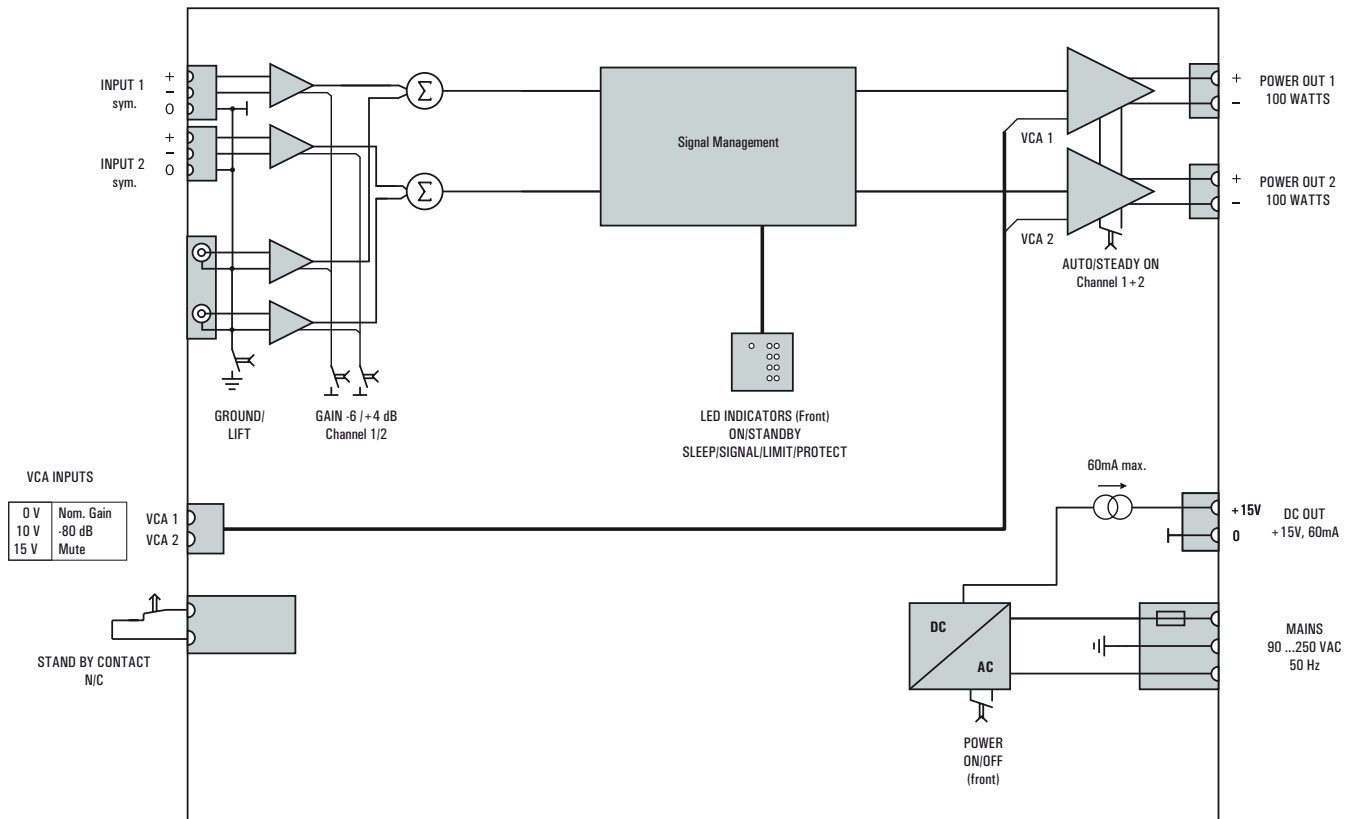 INPUT 1
sym.
+
–
0
INPUT 2
sym.
+
–
0
Σ
Σ
Signal Management
VCA 1
VCA 2
+
–
POWER OUT 1
100 WATTS
+
–
POWER OUT 2
100 WATTS
AUTO/STEADY ON
Channel 1+2
GROUND/
LIFT
GAIN -6 /+4 dB
Channel 1/2
LED INDICATORS (Front)
ON/STANDBY
SLEEP/SIGNAL/LIMIT/PROTECT
VCA INPUTS
0 V Nom. Gain
10 V -80 dB
15 V Mute
VCA 1
VCA 2
60mA max.
+15V
0
DC OUT
+15V, 60mA
STAND BY CONTACT
N/C
DC
AC
MAINS
90 ...250 VAC
50 Hz
POWER
ON/OFF
(front)